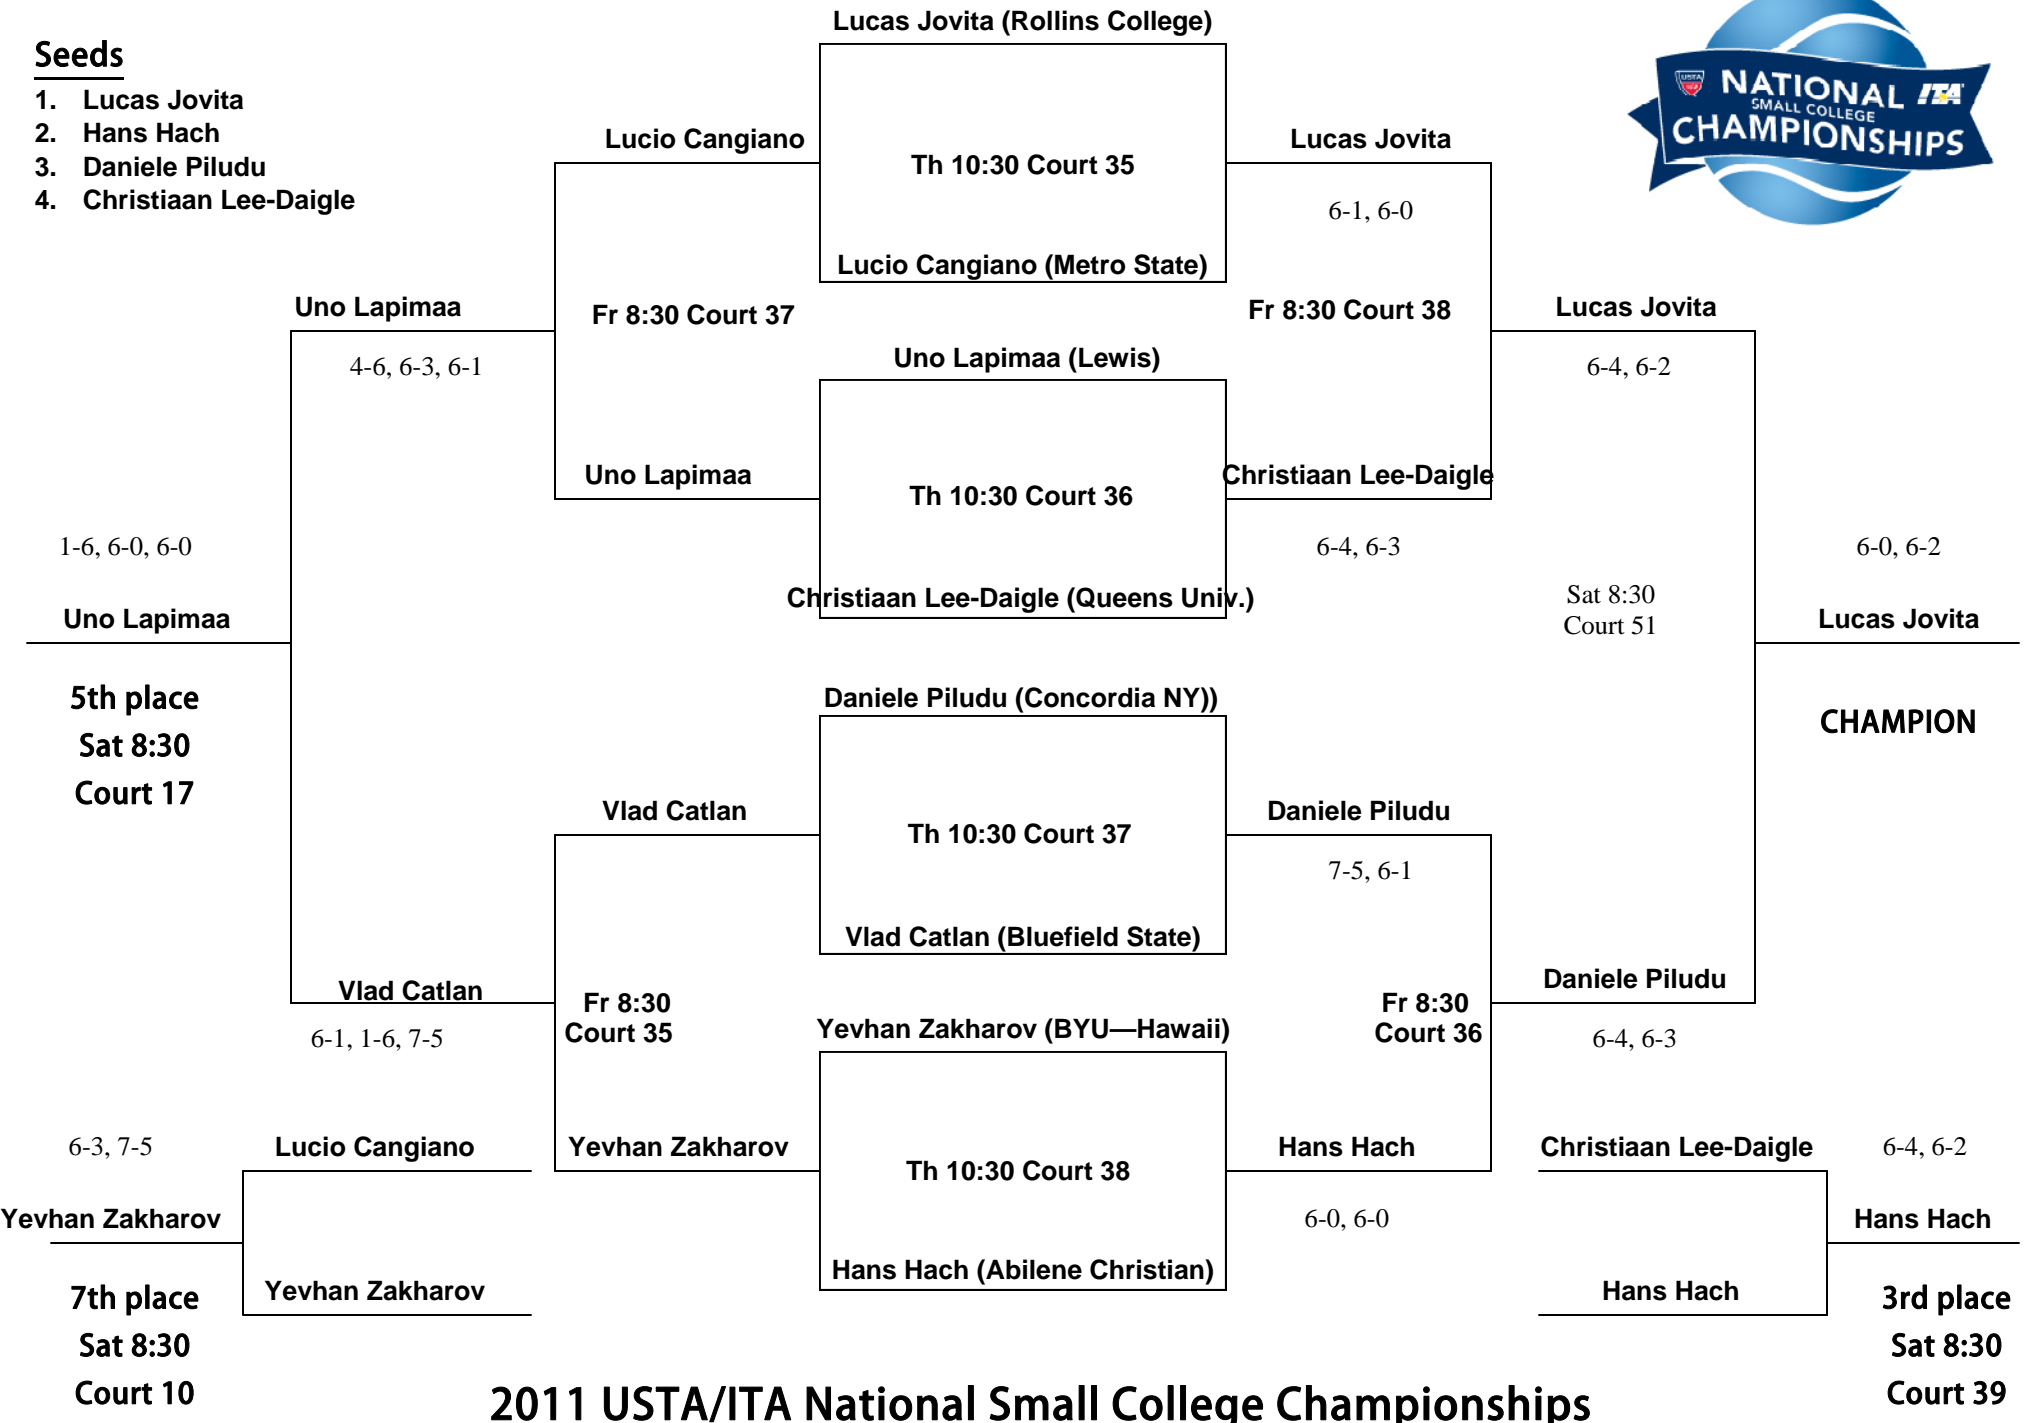 Lucas Jovita (Rollins College)
Seeds
1. Lucas Jovita
2. Hans Hach
3. Daniele Piludu
4. Christiaan Lee-Daigle
USTA
NATIONAL ITA
SMALL COLLEGE
CHAMPIONSHIPS
Lucio Cangiano
Th 10:30 Court 35
Lucas Jovita
6-1, 6-0
Lucio Cangiano (Metro State)
Uno Lapimaa
Fr 8:30 Court 37
Fr 8:30 Court 38
Lucas Jovita
4-6, 6-3, 6-1
Uno Lapimaa (Lewis)
6-4, 6-2
Uno Lapimaa
Th 10:30 Court 36
Christiaan Lee-Daigle
1-6, 6-0, 6-0
6-4, 6-3
6-0, 6-2
Christiaan Lee-Daigle (Queens Univ.)
Sat 8:30
Court 51
Uno Lapimaa
Lucas Jovita
5th place
Sat 8:30
Court 17
Daniele Piludu (Concordia NY))
CHAMPION
Vlad Catlan
Th 10:30 Court 37
Daniele Piludu
7-5, 6-1
Vlad Catlan (Bluefield State)
Vlad Catlan
Fr 8:30
Court 35
Fr 8:30
Court 36
Daniele Piludu
6-1, 1-6, 7-5
Yevhan Zakharov (BYU—Hawaii)
6-4, 6-3
6-3, 7-5
Lucio Cangiano
Yevhan Zakharov
Th 10:30 Court 38
Hans Hach
Christiaan Lee-Daigle
6-4, 6-2
Yevhan Zakharov
6-0, 6-0
Hans Hach
Hans Hach (Abilene Christian)
Yevhan Zakharov
Hans Hach
7th place
Sat 8:30
Court 10
3rd place
Sat 8:30
Court 39
2011 USTA/ITA National Small College Championships